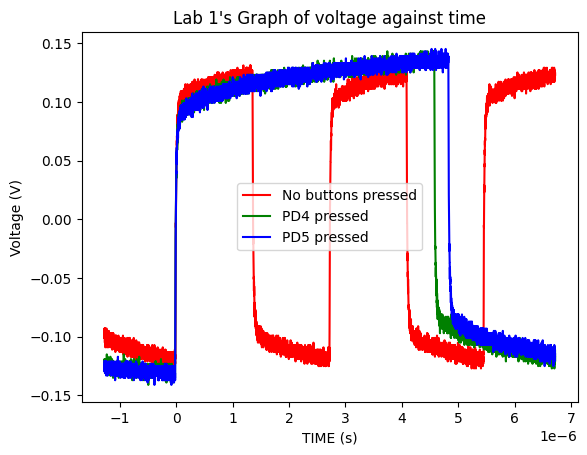 Lab 1's Graph of voltage against time
Voltage (V)
0.15
0.10
0.05
0.00
−0.05
−0.10
−0.15
No buttons pressed
PD4 pressed
PD5 pressed
−1 0 1 2 3 4 5 6 7
1e−6
TIME (s)